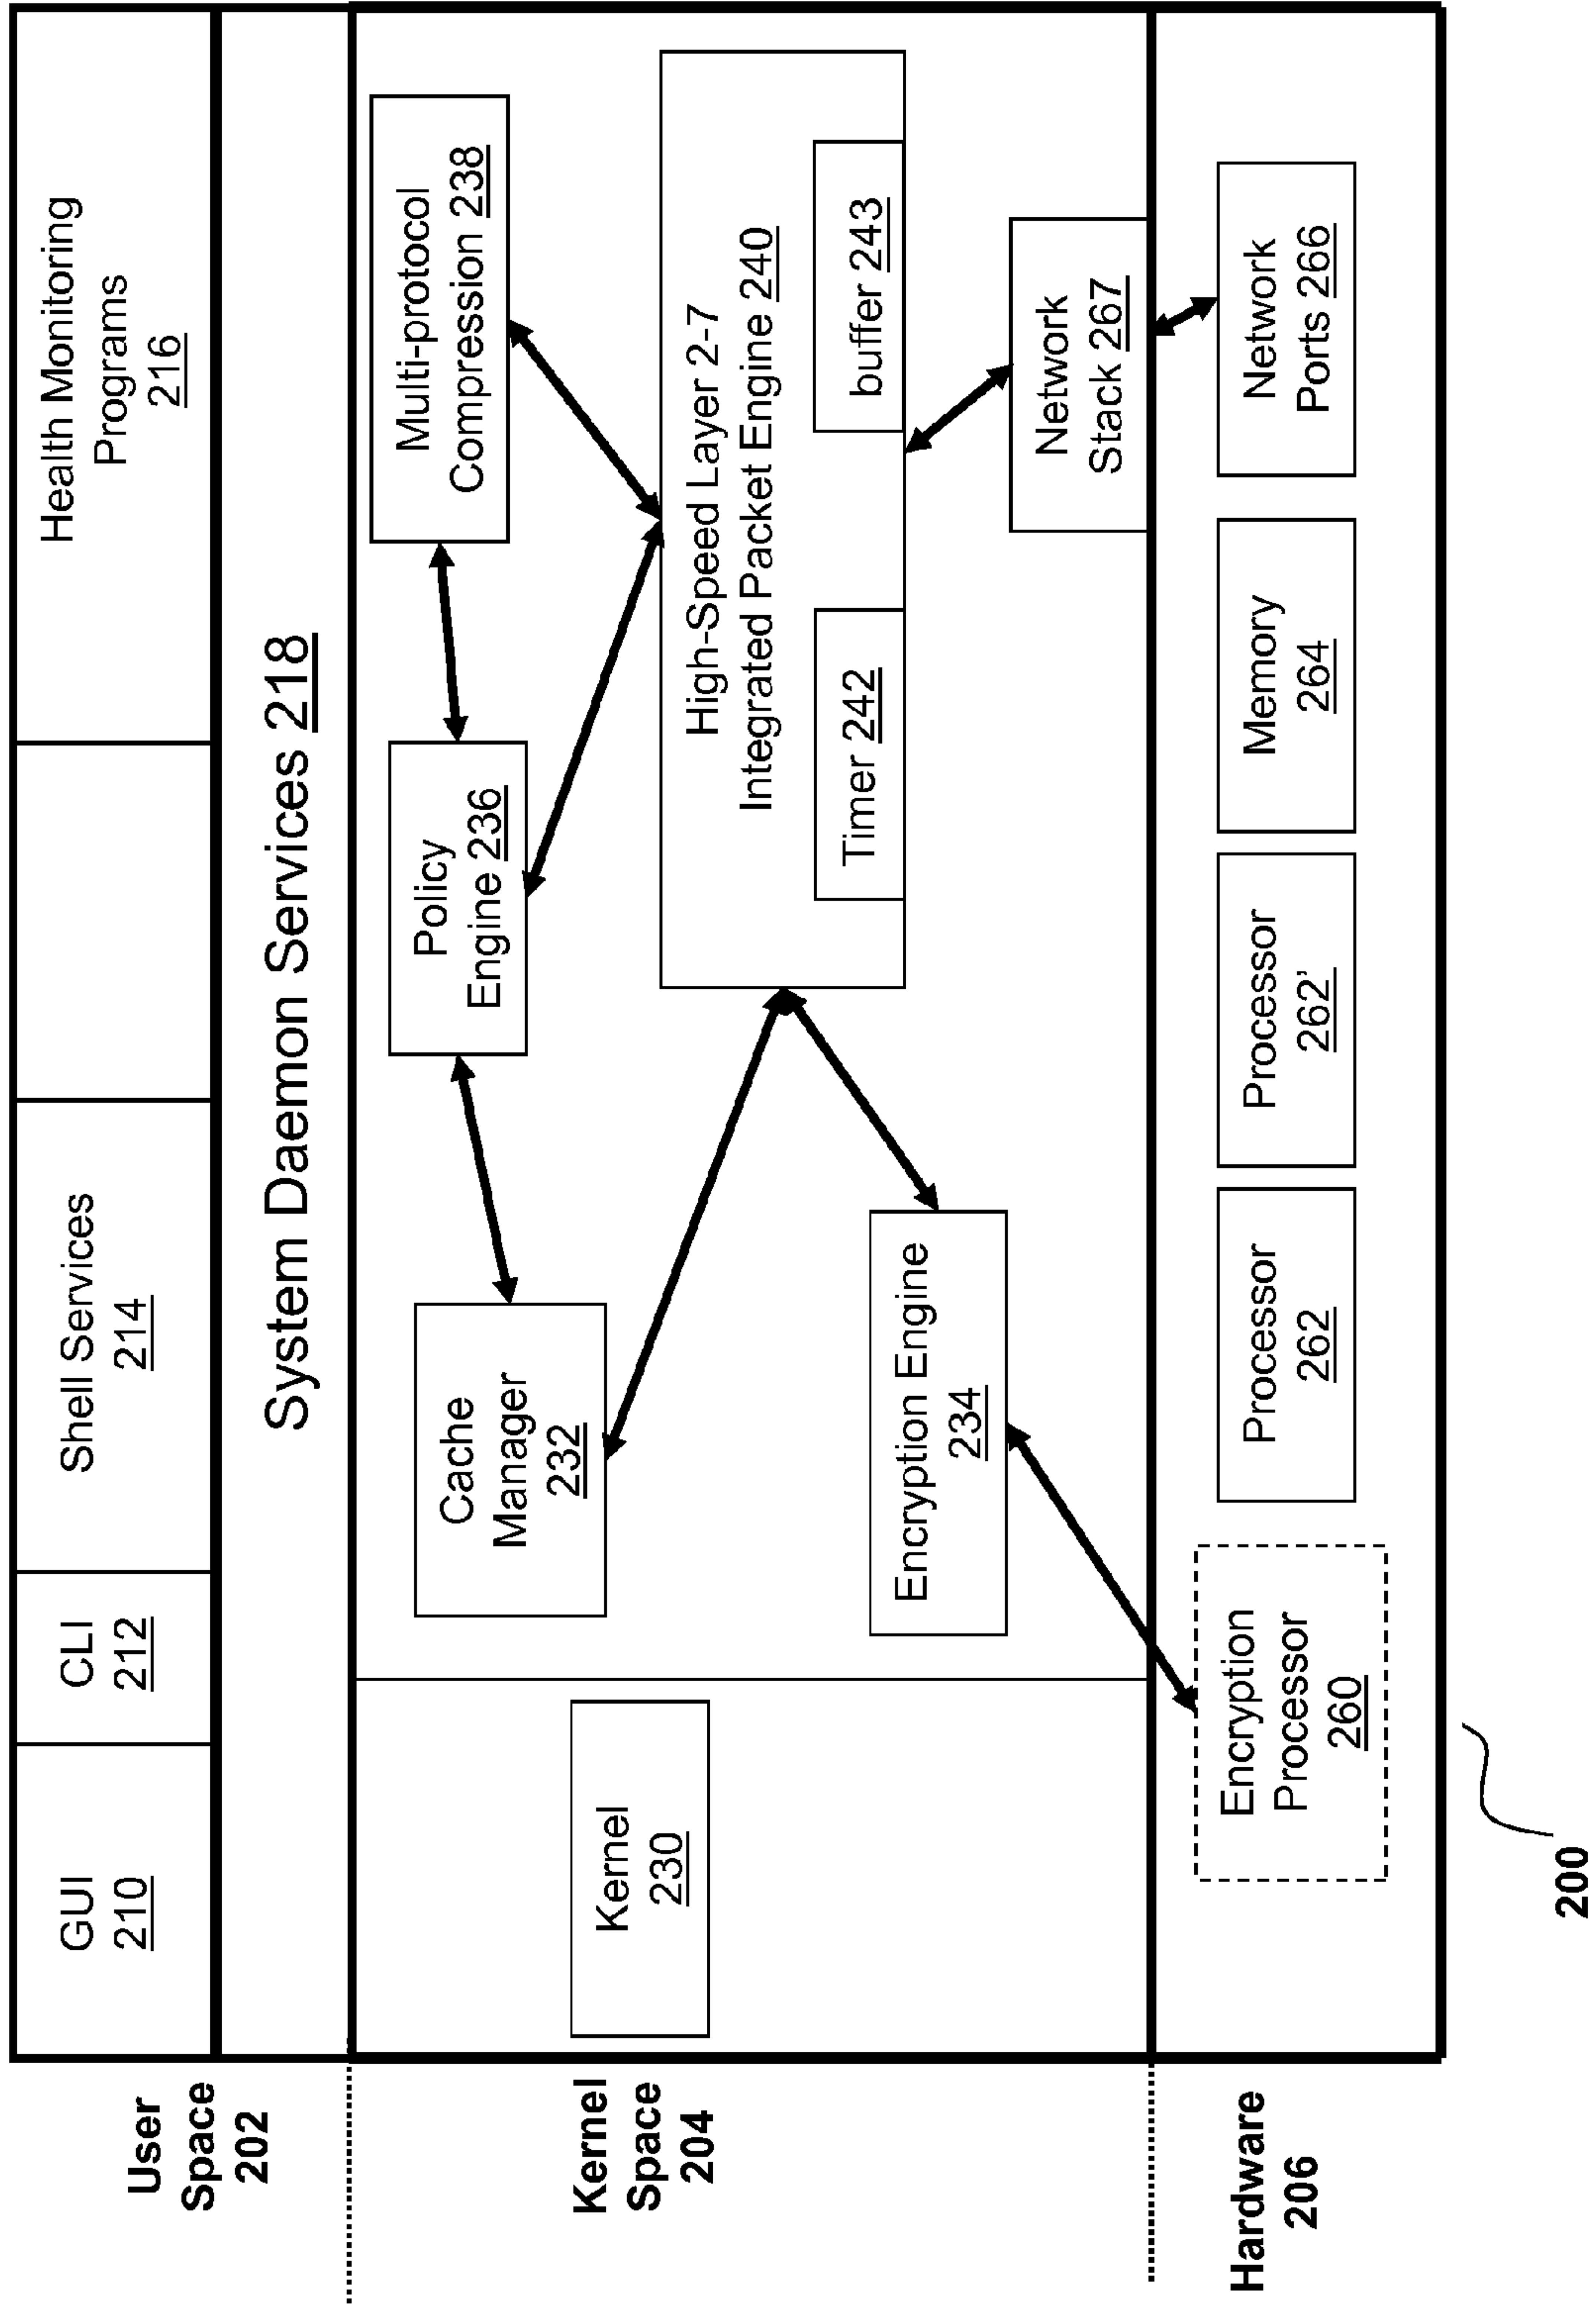 User
Space
202
GUI
210
CLI
212
Shell Services
214
Health Monitoring
Programs
216
System Daemon Services 218
Kernel
Space
204
Kernel
230
Cache
Manager
232
Policy
Engine 236
Multi-protocol
Compression 238
High-Speed Layer 2-7
Integrated Packet Engine 240
Timer 242
buffer 243
Encryption Engine
234
Network
Stack 267
Hardware
206
Encryption
Processor
260
Processor
262
Processor
262'
Memory
264
Network
Ports 266
200